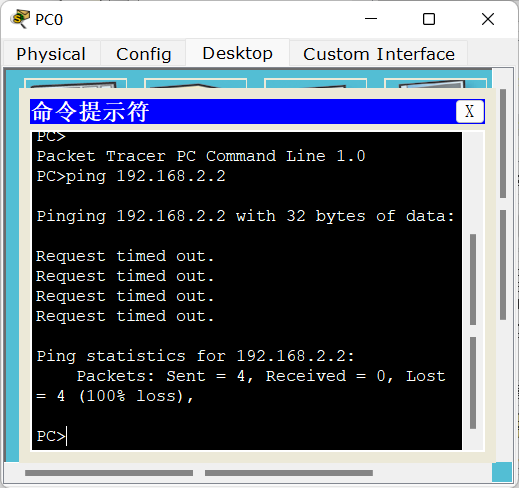 PC0
Physical Config Desktop Custom Interface
命令提示符 X
PC>
Packet Tracer PC Command Line 1.0
PC>ping 192.168.2.2
Pinging 192.168.2.2 with 32 bytes of data:
Request timed out.
Request timed out.
Request timed out.
Request timed out.
Ping statistics for 192.168.2.2:
Packets: Sent = 4, Received = 0, Lost
= 4 (100% loss),
PC>